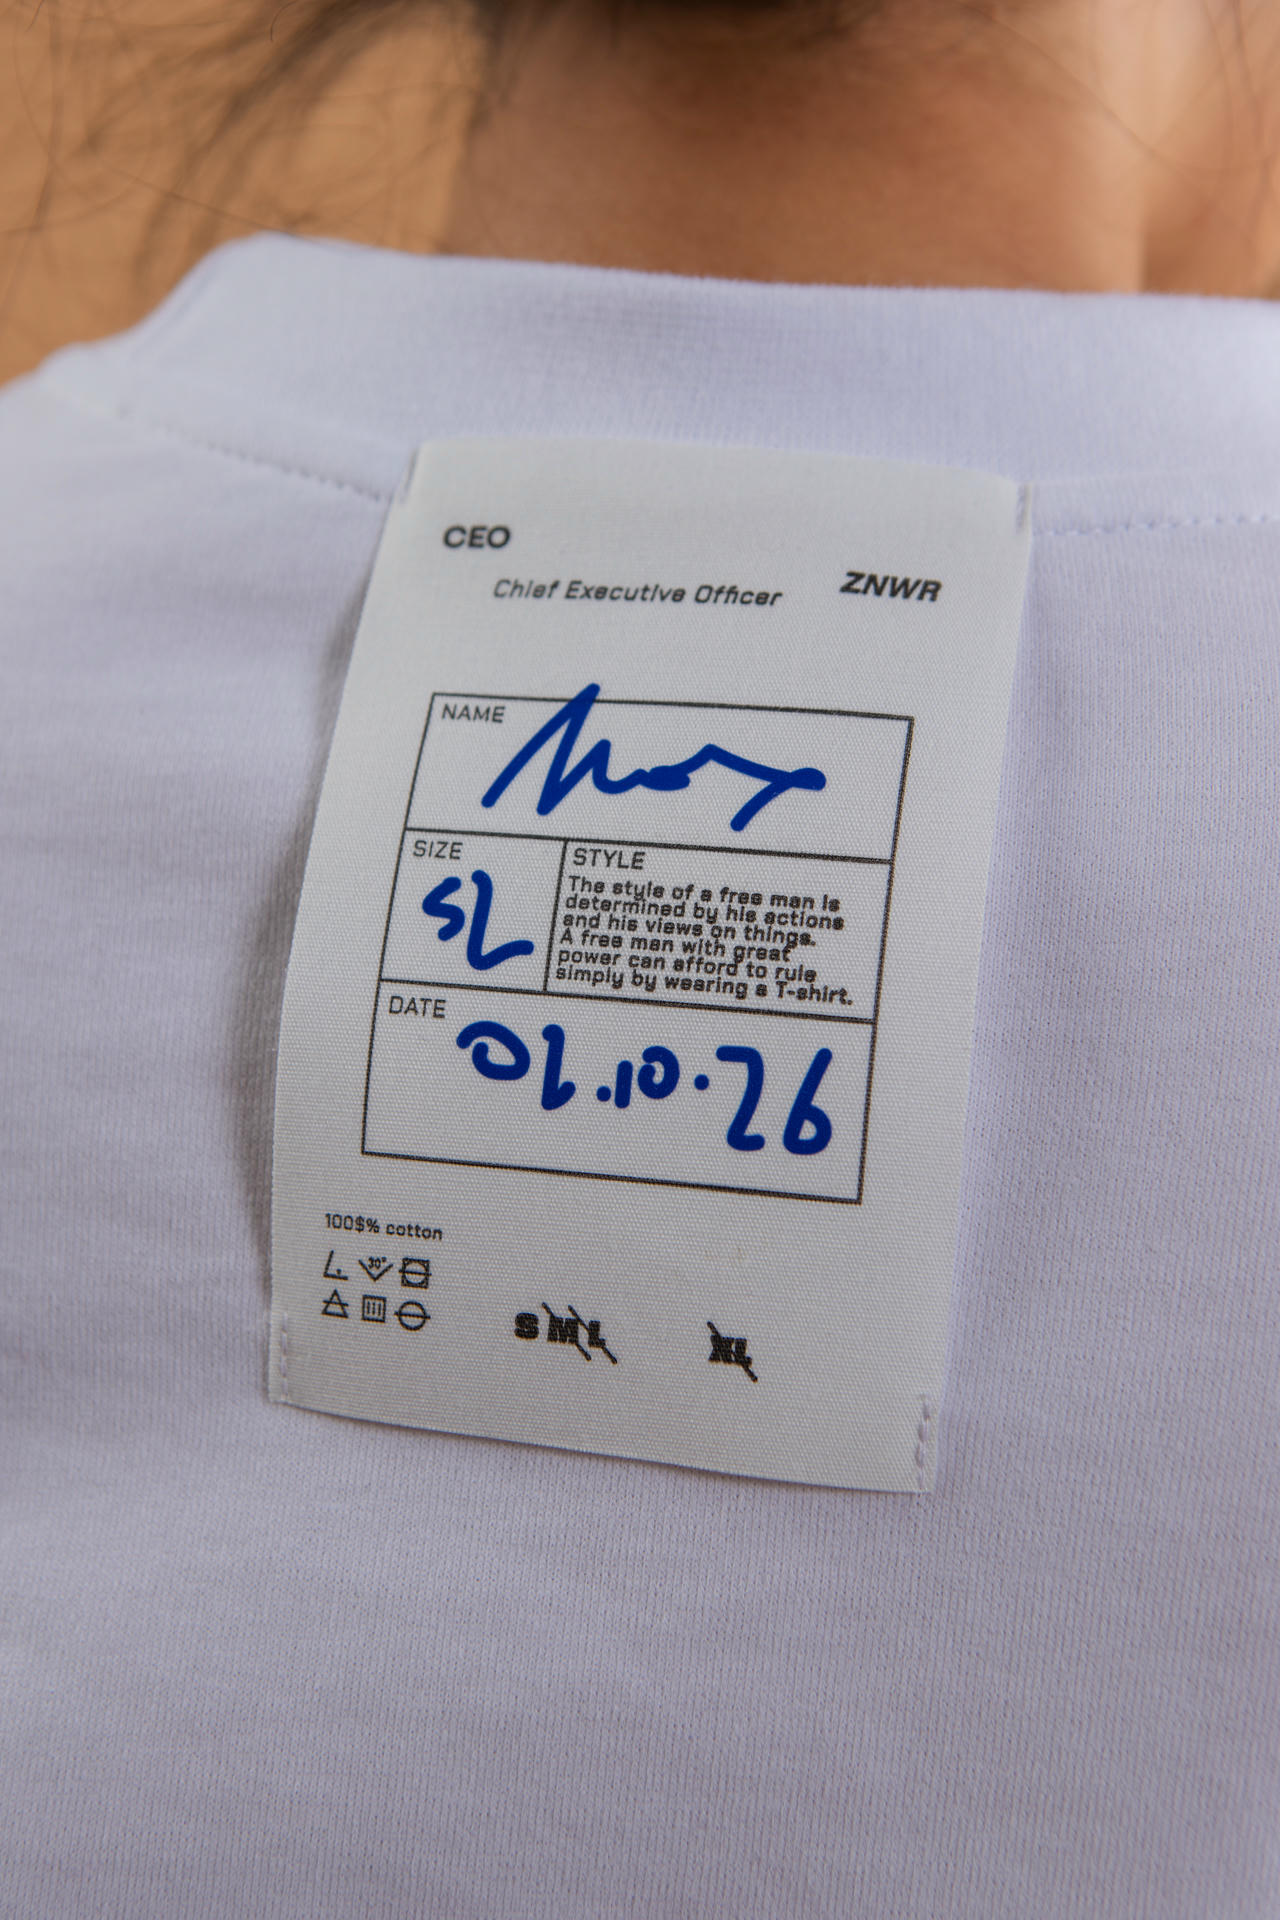 CEO
Chief Executive Officer
ZNWR
NAME
SIZE
SL
STYLE
The style of a free man is
determined by his actions
and his views on things.
A free man with great
power can afford to rule
simply by wearing a T-shirt.
DATE
02.10.26
100$% cotton
30°
S M L
XL